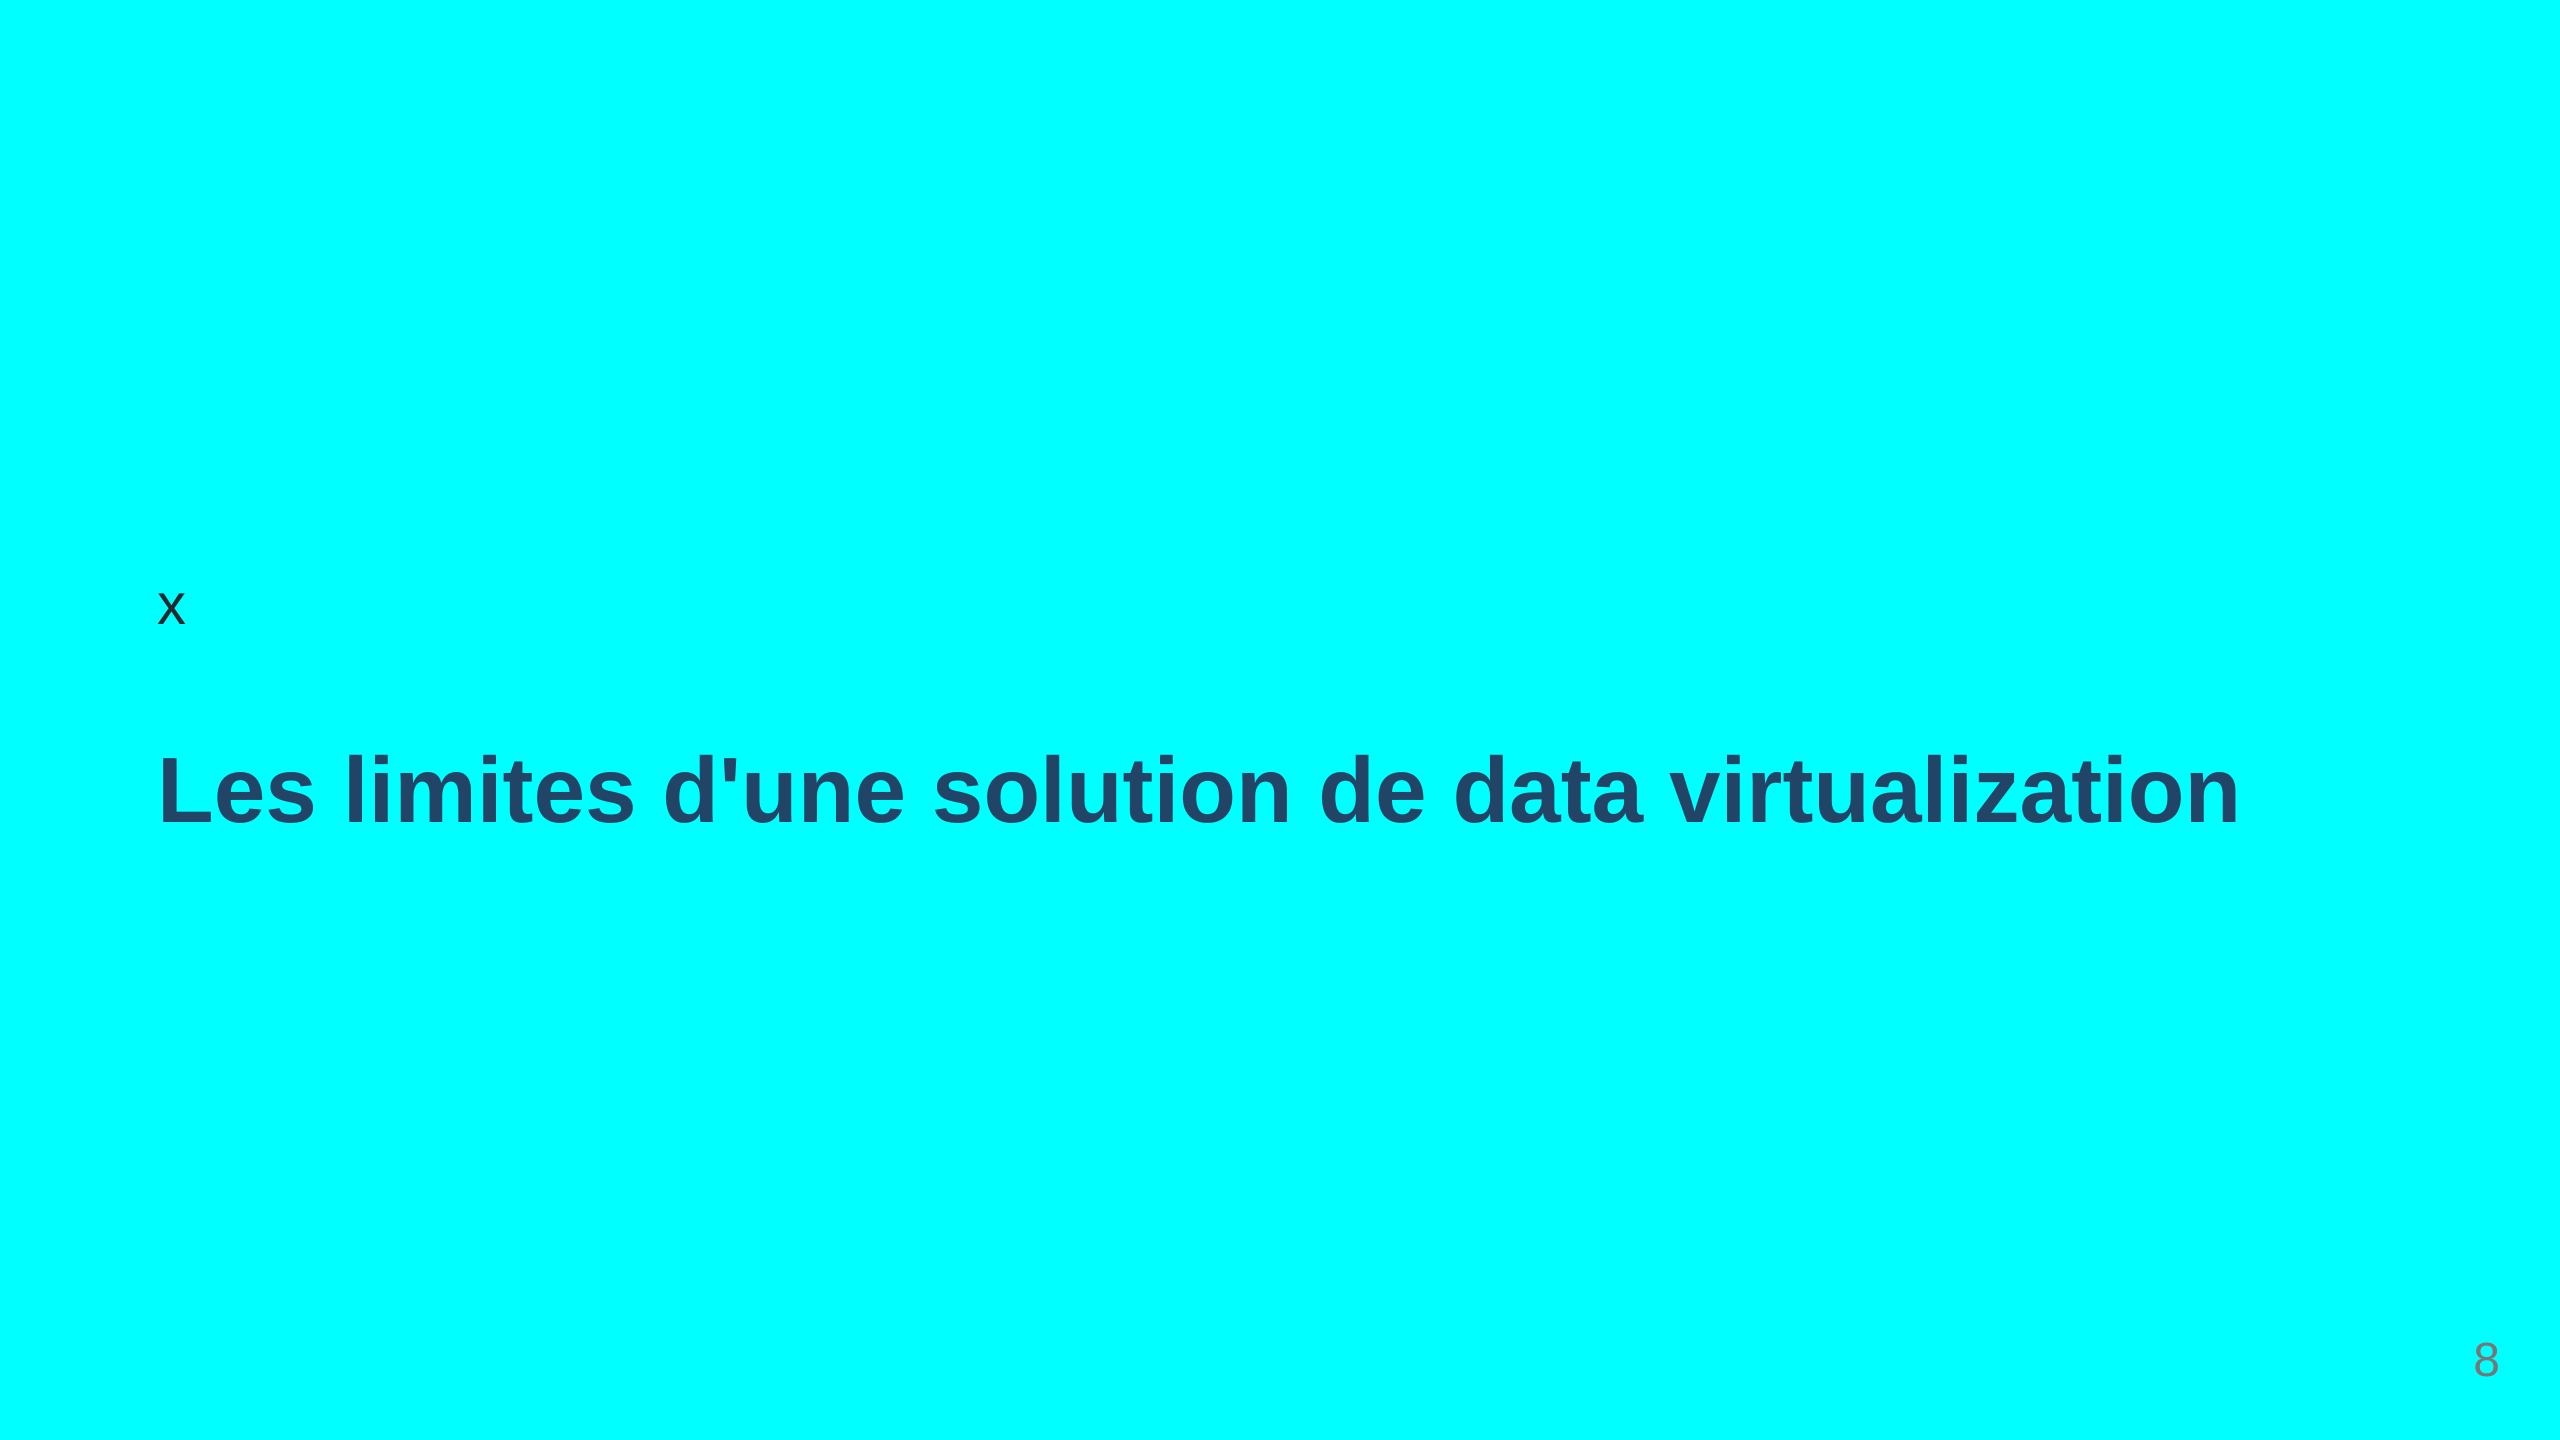 x
Les limites d'une solution de data virtualization
8